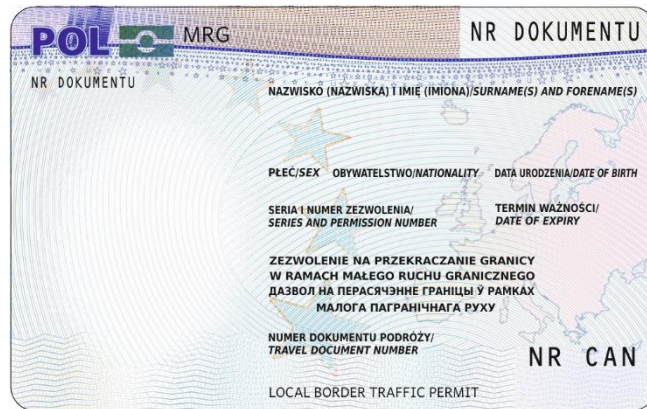 POL MRG NR DOKUMENTU
NR DOKUMENTU
NAZWISKO (NAZWISKA) I IMIĘ (IMIONA)/SURNAME(S) AND FORENAME(S)
PŁEĆ/SEX OBYWATELSTWO/NATIONALITY DATA URODZENIA/DATE OF BIRTH
SERIA I NUMER ZEZWOLENIA/
SERIES AND PERMISSION NUMBER
TERMIN WAŻNOŚCI/
DATE OF EXPIRY
ZEZWOLENIE NA PRZEKRACZANIE GRANICY
W RAMACH MAŁEGO RUCHU GRANICZNEGO
ДАЗВОЛ НА ПЕРАСЯЧЭННЕ ГРАНІЦЫ Ў РАМКАХ
МАЛОГА ПАГРАНІЧНАГА РУХУ
NUMER DOKUMENTU PODRÓŻY/
TRAVEL DOCUMENT NUMBER
NR CAN
LOCAL BORDER TRAFFIC PERMIT